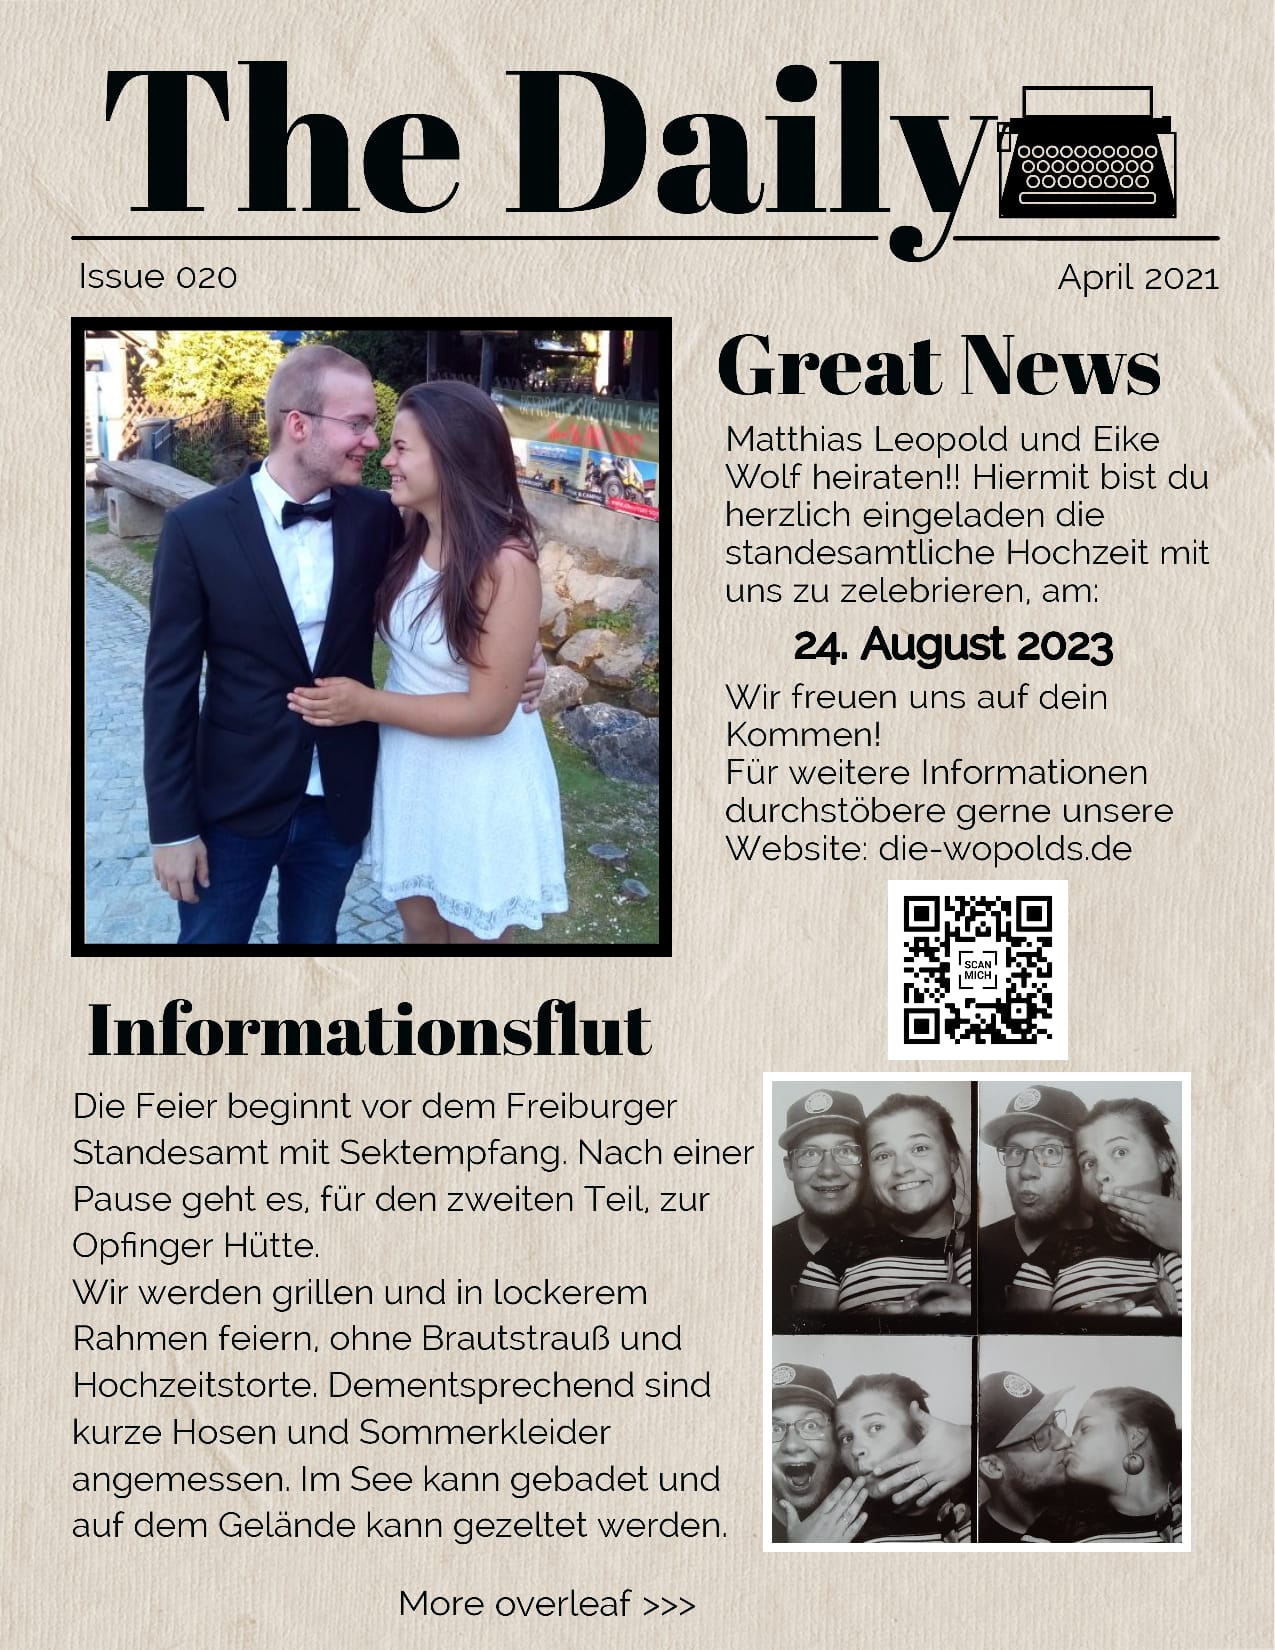 The Daily
Issue 020
April 2021
Great News
Matthias Leopold und Eike
Wolf heiraten!! Hiermit bist du
herzlich eingeladen die
standesamtliche Hochzeit mit
uns zu zelebrieren, am:
24. August 2023
Wir freuen uns auf dein
Kommen!
Für weitere Informationen
durchstöbere gerne unsere
Website: die-wopolds.de
SCAN
MICH
Informationsflut
Die Feier beginnt vor dem Freiburger
Standesamt mit Sektempfang. Nach einer
Pause geht es, für den zweiten Teil, zur
Opfinger Hütte.
Wir werden grillen und in lockerem
Rahmen feiern, ohne Brautstrauß und
Hochzeitstorte. Dementsprechend sind
kurze Hosen und Sommerkleider
angemessen. Im See kann gebadet und
auf dem Gelände kann gezeltet werden.
More overleaf >>>